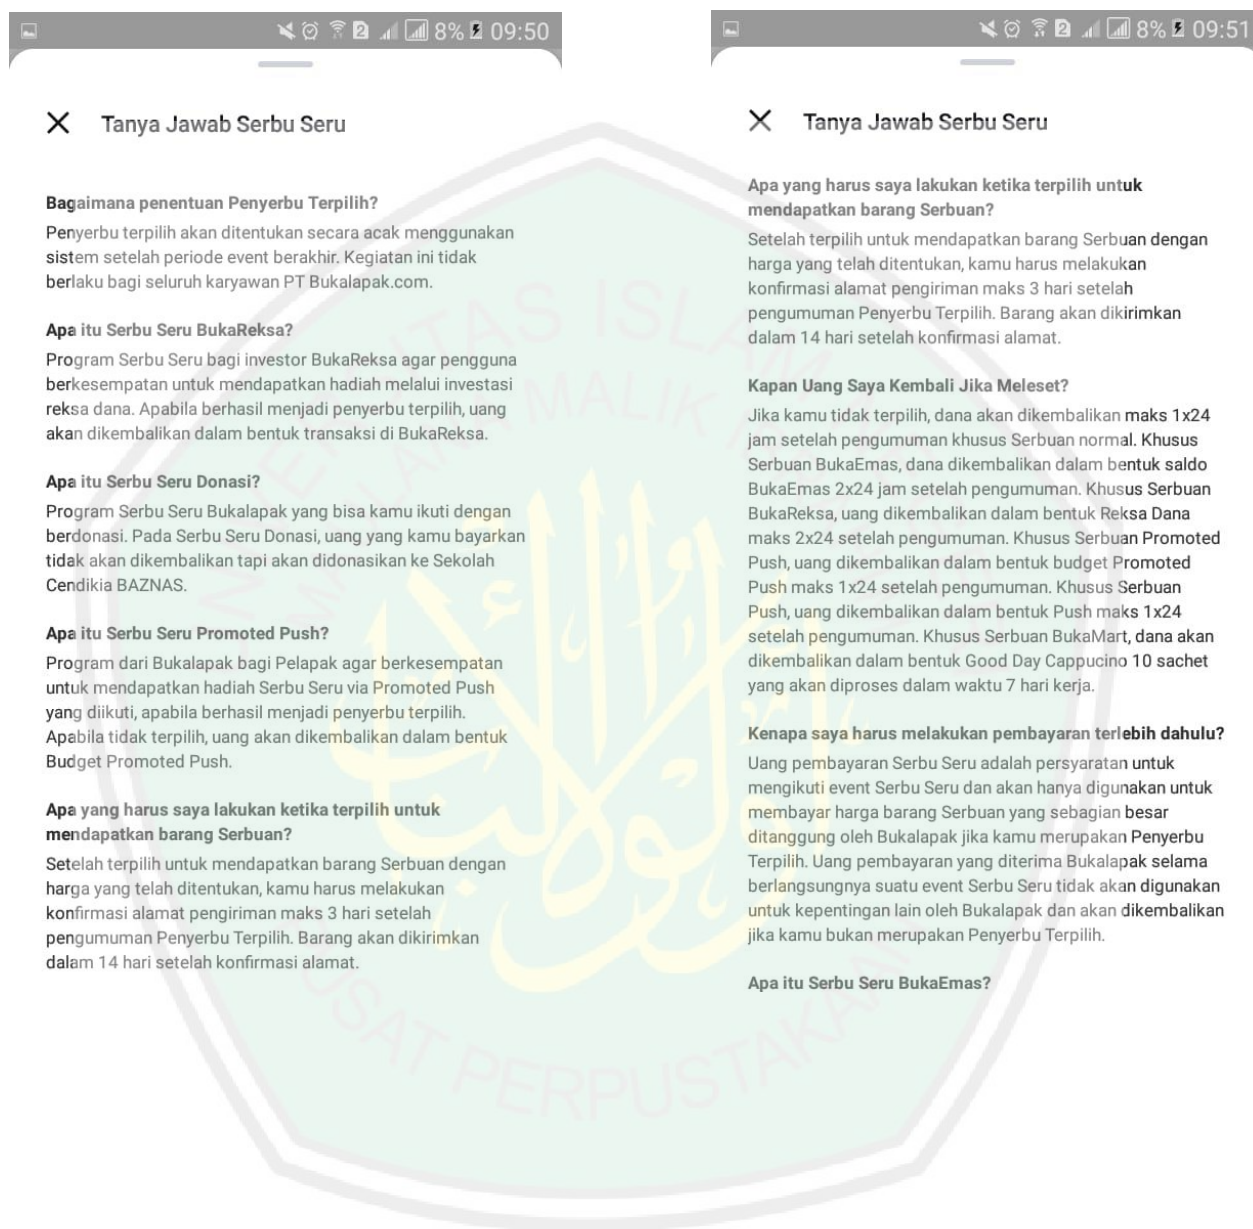 8% 09:50
Tanya Jawab Serbu Seru
Bagaimana penentuan Penyerbu Terpilih?
Penyerbu terpilih akan ditentukan secara acak menggunakan
sistem setelah periode event berakhir. Kegiatan ini tidak
berlaku bagi seluruh karyawan PT Bukalapak.com.
Apa itu Serbu Seru BukaReksa?
Program Serbu Seru bagi investor BukaReksa agar pengguna
berkesempatan untuk mendapatkan hadiah melalui investasi
reksa dana. Apabila berhasil menjadi penyerbu terpilih, uang
akan dikembalikan dalam bentuk transaksi di BukaReksa.
Apa itu Serbu Seru Donasi?
Program Serbu Seru Bukalapak yang bisa kamu ikuti dengan
berdonasi. Pada Serbu Seru Donasi, uang yang kamu bayarkan
tidak akan dikembalikan tapi akan didonasikan ke Sekolah
Cendikia BAZNAS.
Apa itu Serbu Seru Promoted Push?
Program dari Bukalapak bagi Pelapak agar berkesempatan
untuk mendapatkan hadiah Serbu Seru via Promoted Push
yang diikuti, apabila berhasil menjadi penyerbu terpilih.
Apabila tidak terpilih, uang akan dikembalikan dalam bentuk
Budget Promoted Push.
Apa yang harus saya lakukan ketika terpilih untuk
mendapatkan barang Serbuan?
Setelah terpilih untuk mendapatkan barang Serbuan dengan
harga yang telah ditentukan, kamu harus melakukan
konfirmasi alamat pengiriman maks 3 hari setelah
pengumuman Penyerbu Terpilih. Barang akan dikirimkan
dalam 14 hari setelah konfirmasi alamat.
8% 09:51
Tanya Jawab Serbu Seru
Apa yang harus saya lakukan ketika terpilih untuk
mendapatkan barang Serbuan?
Setelah terpilih untuk mendapatkan barang Serbuan dengan
harga yang telah ditentukan, kamu harus melakukan
konfirmasi alamat pengiriman maks 3 hari setelah
pengumuman Penyerbu Terpilih. Barang akan dikirimkan
dalam 14 hari setelah konfirmasi alamat.
Kapan Uang Saya Kembali Jika Meleset?
Jika kamu tidak terpilih, dana akan dikembalikan maks 1x24
jam setelah pengumuman khusus Serbuan normal. Khusus
Serbuan BukaEmas, dana dikembalikan dalam bentuk saldo
BukaEmas 2x24 jam setelah pengumuman. Khusus Serbuan
BukaReksa, uang dikembalikan dalam bentuk Reksa Dana
maks 2x24 setelah pengumuman. Khusus Serbuan Promoted
Push, uang dikembalikan dalam bentuk budget Promoted
Push maks 1x24 setelah pengumuman. Khusus Serbuan
Push, uang dikembalikan dalam bentuk Push maks 1x24
setelah pengumuman. Khusus Serbuan BukaMart, dana akan
dikembalikan dalam bentuk Good Day Cappucino 10 sachet
yang akan diproses dalam waktu 7 hari kerja.
Kenapa saya harus melakukan pembayaran terlebih dahulu?
Uang pembayaran Serbu Seru adalah persyaratan untuk
mengikuti event Serbu Seru dan akan hanya digunakan untuk
membayar harga barang Serbuan yang sebagian besar
ditanggung oleh Bukalapak jika kamu merupakan Penyerbu
Terpilih. Uang pembayaran yang diterima Bukalapak selama
berlangsungnya suatu event Serbu Seru tidak akan digunakan
untuk kepentingan lain oleh Bukalapak dan akan dikembalikan
jika kamu bukan merupakan Penyerbu Terpilih.
Apa itu Serbu Seru BukaEmas?
PUSAT PERPUSTAKAAN